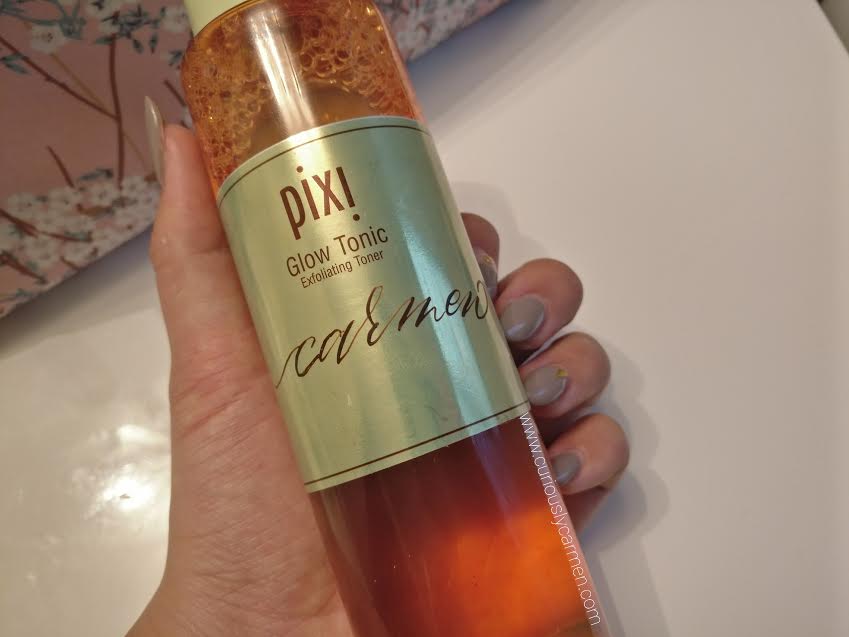 pixi
Glow Tonic
Exfoliating Toner
carmen
www.curiouslycarmen.com